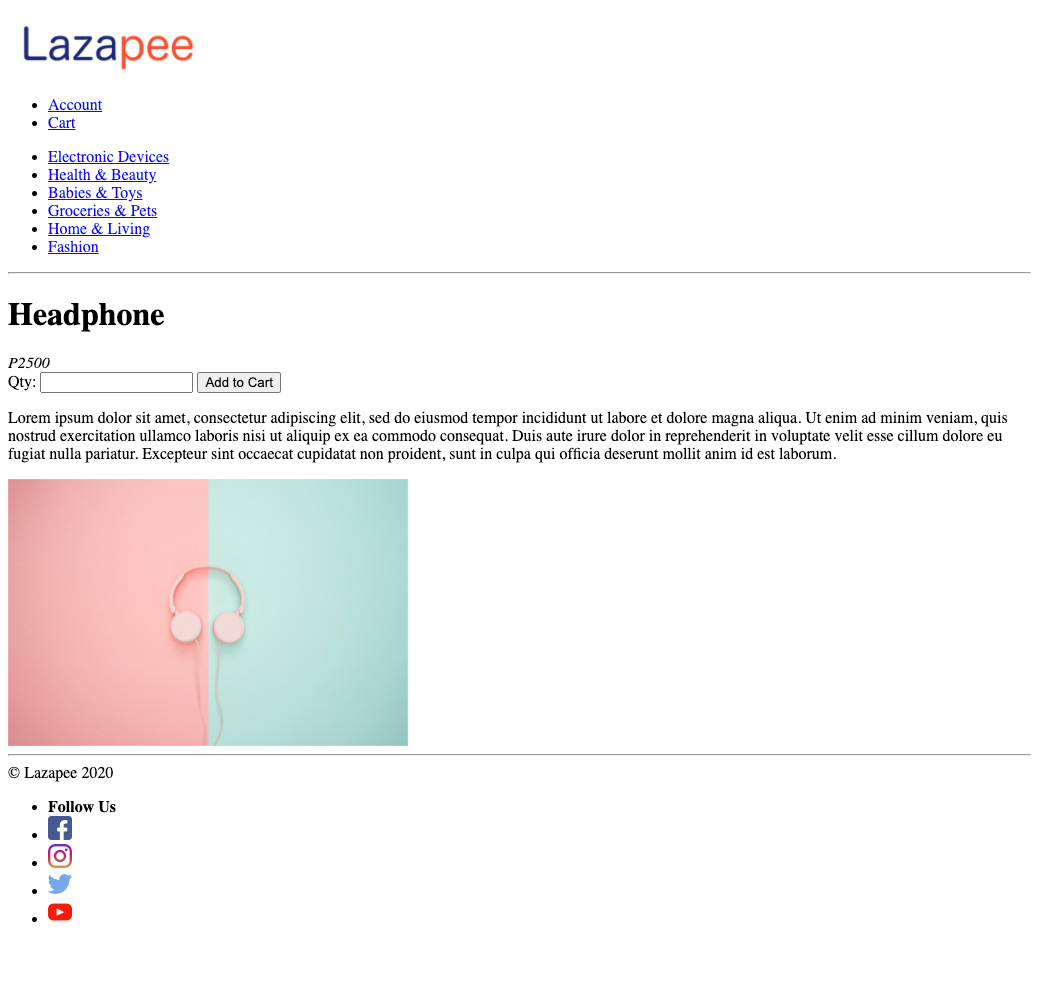 Lazapee
Account
Cart
Electronic Devices
Health & Beauty
Babies & Toys
Groceries & Pets
Home & Living
Fashion
Headphone
P2500
Qty: Add to Cart
Lorem ipsum dolor sit amet, consectetur adipiscing elit, sed do eiusmod tempor incididunt ut labore et dolore magna aliqua. Ut enim ad minim veniam, quis
nostrud exercitation ullamco laboris nisi ut aliquip ex ea commodo consequat. Duis aute irure dolor in reprehenderit in voluptate velit esse cillum dolore eu
fugiat nulla pariatur. Excepteur sint occaecat cupidatat non proident, sunt in culpa qui officia deserunt mollit anim id est laborum.
© Lazapee 2020
Follow Us